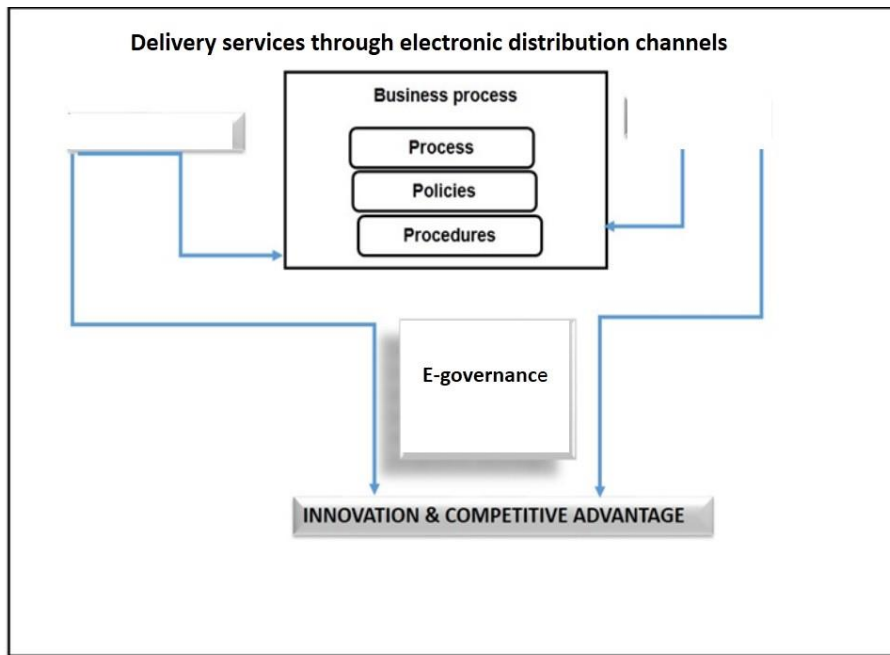 Delivery services through electronic distribution channels
Business process
Process
Policies
Procedures
E-governance
INNOVATION & COMPETITIVE ADVANTAGE